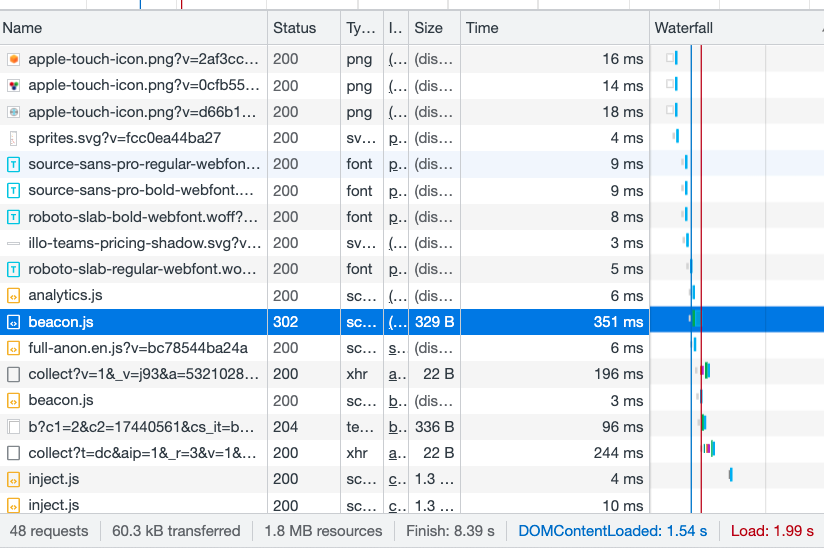 Name Status Ty... I.. Size Time Waterfall
apple-touch-icon.png?v=2af3cc... 200 png (... (dis... 16 ms
apple-touch-icon.png?v=0cfb55... 200 png (... (dis... 14 ms
apple-touch-icon.png?v=d66b1... 200 png (... (dis... 18 ms
sprites.svg?v=fcc0ea44ba27 200 sv... p.. (dis... 4 ms
source-sans-pro-regular-webfon... 200 font p.. (dis... 9 ms
source-sans-pro-bold-webfont.... 200 font p.. (dis... 9 ms
roboto-slab-bold-webfont.woff?... 200 font p.. (dis... 8 ms
illo-teams-pricing-shadow.svg?v... 200 sv... (... (dis... 3 ms
roboto-slab-regular-webfont.wo... 200 font p.. (dis... 5 ms
analytics.js 200 sc... (... (dis... 6 ms
beacon.js 302 sc... (... 329 B 351 ms
full-anon.en.js?v=bc78544ba24a 200 sc... s.. (dis... 6 ms
collect?v=1&_v=j93&a=5321028... 200 xhr a.. 22 B 196 ms
beacon.js 200 sc... b.. (dis... 3 ms
b?c1=2&c2=17440561&cs_it=b... 204 te... b.. 336 B 96 ms
collect?t=dc&aip=1&_r=3&v=1&... 200 xhr a.. 22 B 244 ms
inject.js 200 sc... c.. 1.3 ... 4 ms
inject.js 200 sc... c.. 1.3 ... 10 ms
48 requests 60.3 kB transferred 1.8 MB resources Finish: 8.39 s DOMContentLoaded: 1.54 s Load: 1.99 s